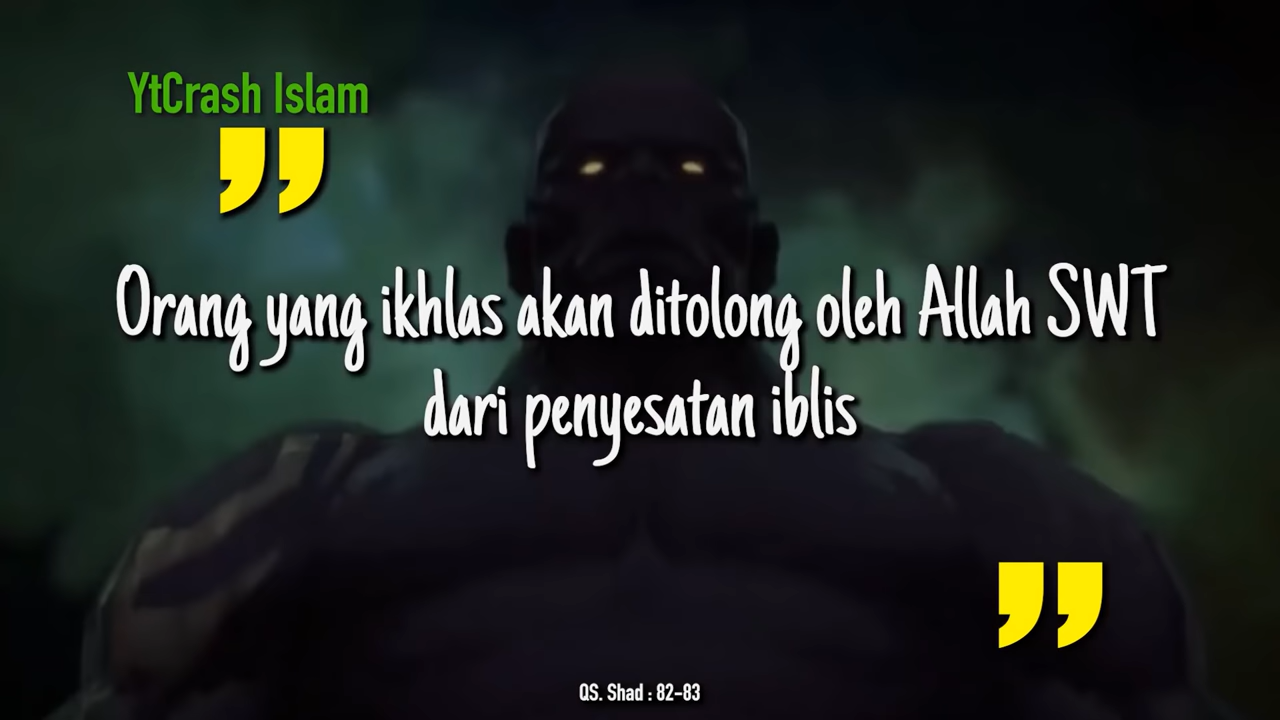 YtCrash Islam
”
Orang yang ikhlas akan ditolong oleh Allah SWT
dari penyesatan iblis
”
QS. Shad : 82-83